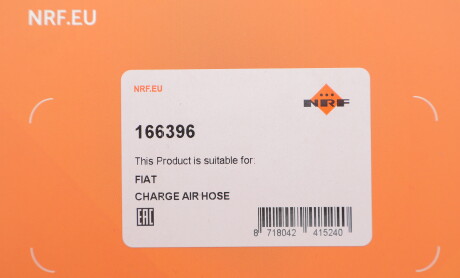 NRF.EU
NRF.EU
NRF
166396
This Product is suitable for:
FIAT
CHARGE AIR HOSE
EAC
8 718042 415240